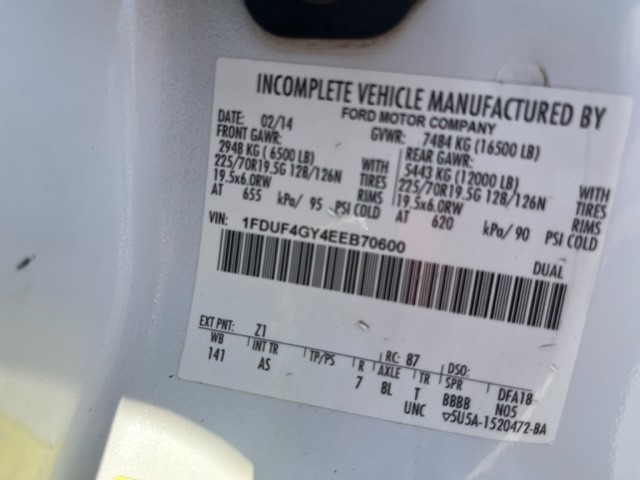 INCOMPLETE VEHICLE MANUFACTURED BY
FORD MOTOR COMPANY
DATE: 02/14 GVWR: 7484 KG (16500 LB)
FRONT GAWR: REAR GAWR:
2948 KG ( 6500 LB) WITH 5443 KG (12000 LB) WITH
225/70R19.5G 128/126N TIRES 225/70R19.5G 128/126N TIRES
19.5x6.0RW RIMS 19.5x6.0RW RIMS
AT 655 kPa/ 95 PSI COLD AT 620 kPa/ 90 PSI COLD
VIN: 1FDUF4GY4EEB70600
DUAL
EXT PNT: Z1 RC: 87 DSO:
WB INT TR TP/PS R AXLE TR SPR DFA18
141 AS 7 8L T BBBB N05
UNC ▽5U5A-1520472-BA